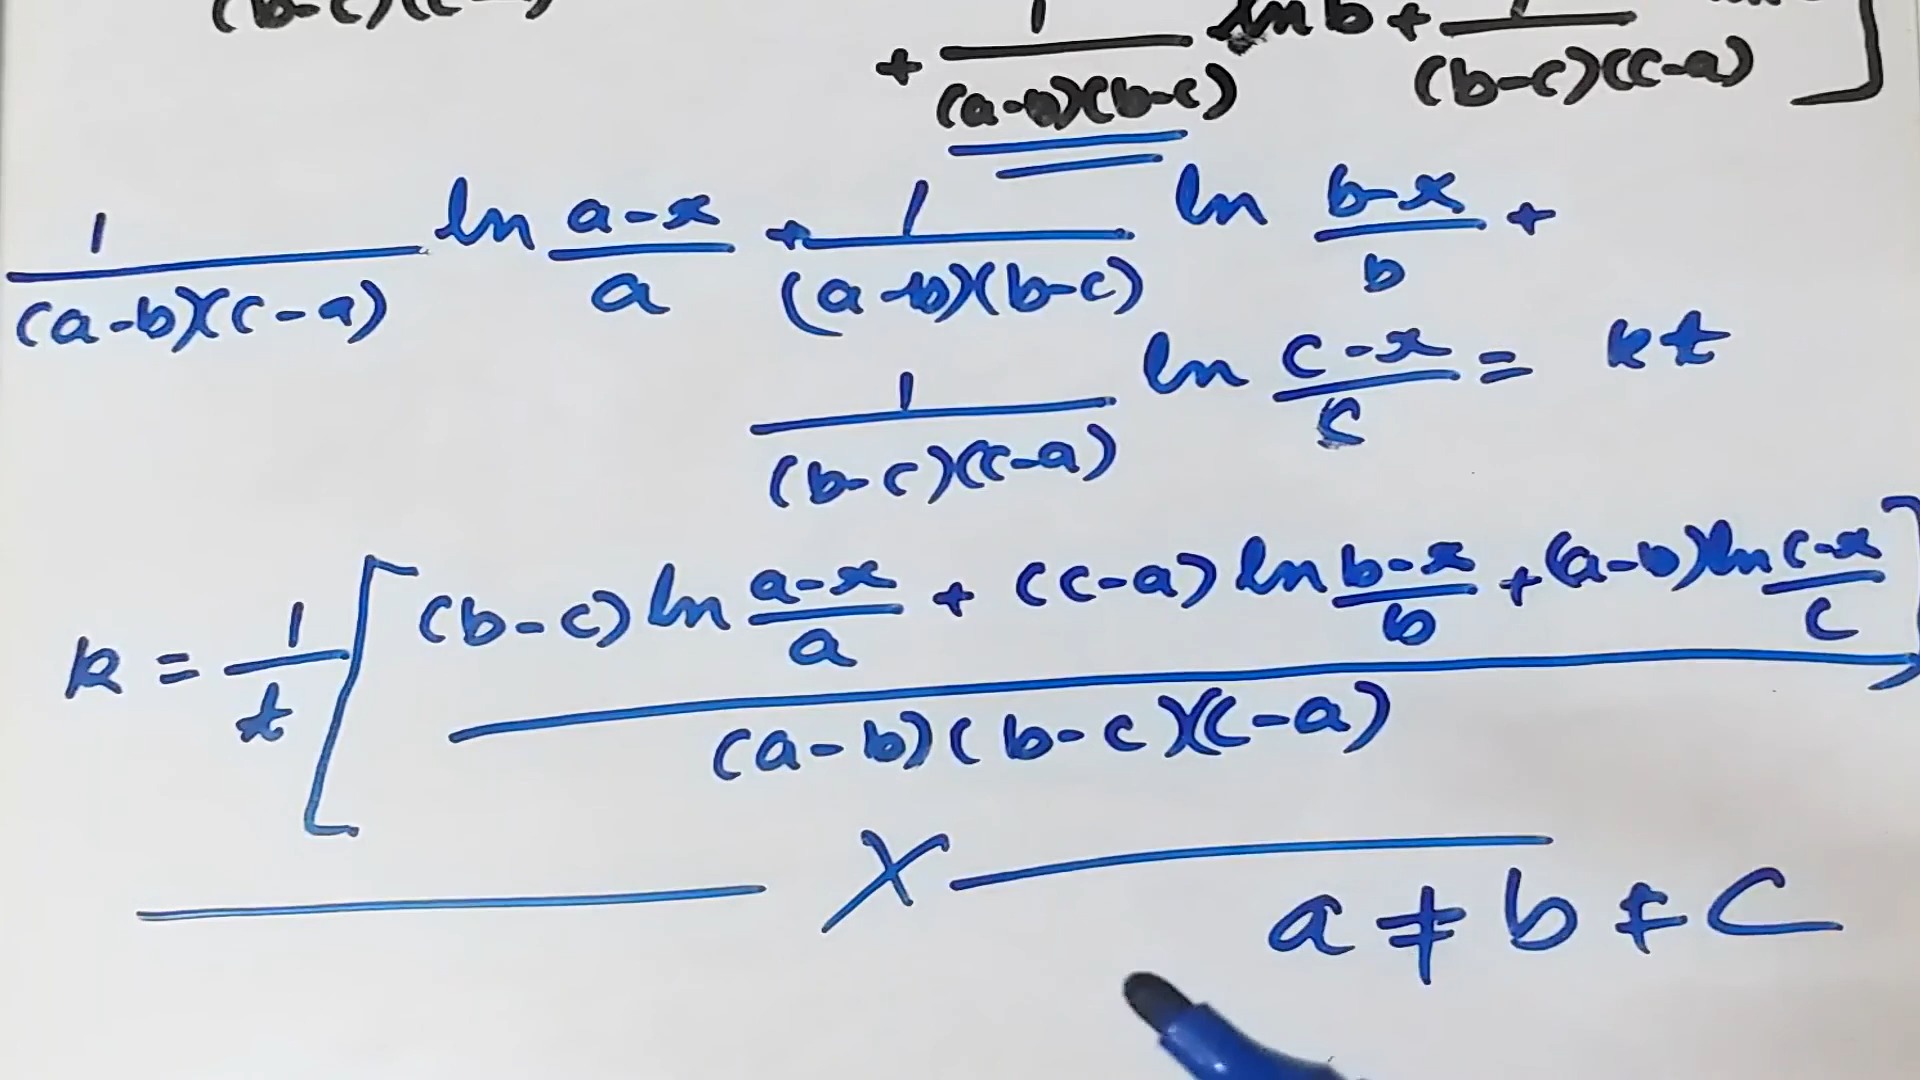 (b-c)(c-
+ 1/((a-b)(b-c)) ln b + 1/((b-c)(c-a)) ]
1/((a-b)(c-a)) ln (a-x)/a + 1/((a-b)(b-c)) ln (b-x)/b +
1/((b-c)(c-a)) ln (c-x)/c = kt
k = 1/t [ ((b-c) ln (a-x)/a + (c-a) ln (b-x)/b + (a-b) ln (c-x)/c) / ((a-b)(b-c)(c-a)) ]
X
a ≠ b ≠ c